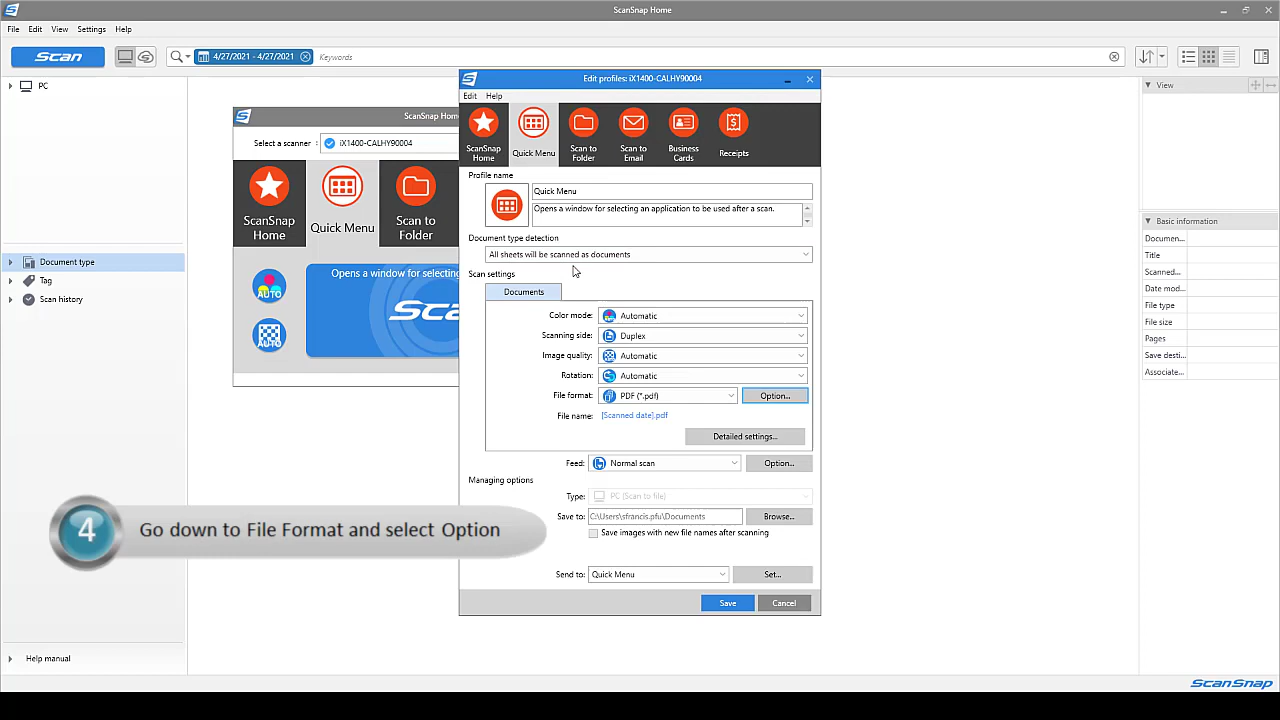 ScanSnap Home
File Edit View Settings Help
Scan
4/27/2021 - 4/27/2021
Keywords
PC
Document type
Tag
Scan history
Help manual
ScanSnap Hom
Select a scanner :
iX1400-CALHY90004
ScanSnap
Home
Quick Menu
Scan to
Folder
AUTO
AUTO
Opens a window for selecting
Sc
Edit profiles: iX1400-CALHY90004
Edit Help
ScanSnap
Home
Quick Menu
Scan to
Folder
Scan to
Email
Business
Cards
Receipts
Profile name
Quick Menu
Opens a window for selecting an application to be used after a scan.
Document type detection
All sheets will be scanned as documents
Scan settings
Documents
Color mode: Automatic
Scanning side: Duplex
Image quality: Automatic
Rotation: Automatic
File format: PDF (*.pdf) Option...
File name: [Scanned date].pdf
Detailed settings...
Feed: Normal scan Option...
Managing options
Type: PC (Scan to file)
Save to: C:\Users\sfrancis.pfu\Documents Browse...
Save images with new file names after scanning
Send to: Quick Menu Set...
Save Cancel
4 Go down to File Format and select Option
View
Basic information
Documen...
Title
Scanned...
Date mod...
File type
File size
Pages
Save desti...
Associate...
ScanSnap